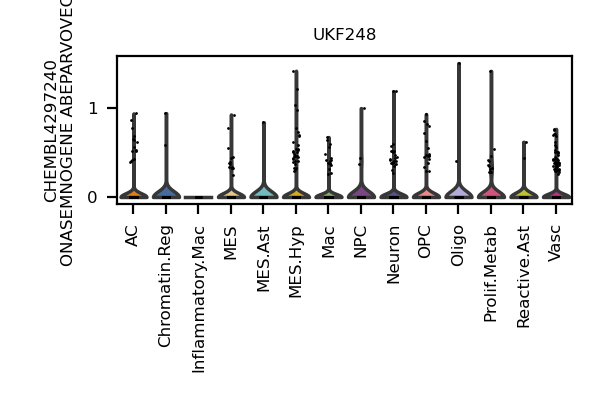 UKF248
CHEMBL4297240
ONASEMNOGENE ABEPARVOVEC
1
0
AC
Chromatin.Reg
Inflammatory.Mac
MES
MES.Ast
MES.Hyp
Mac
NPC
Neuron
OPC
Oligo
Prolif.Metab
Reactive.Ast
Vasc